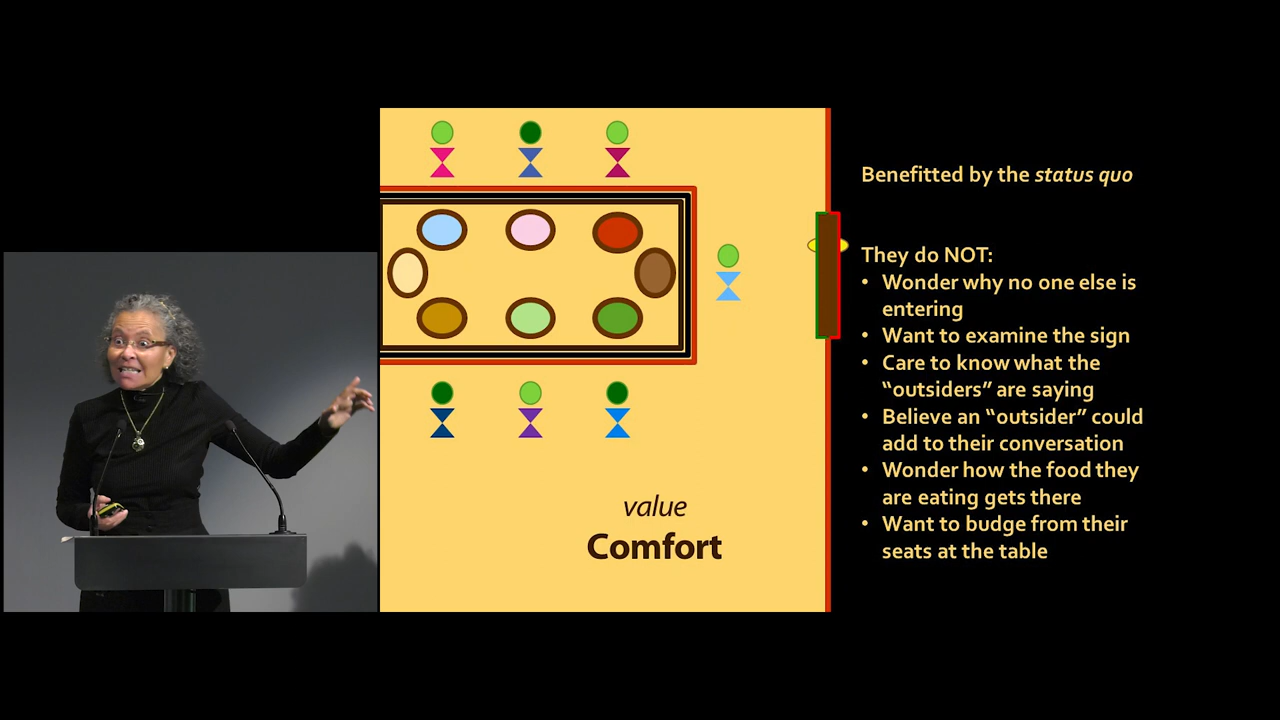 Benefitted by the status quo
They do NOT:
• Wonder why no one else is
entering
• Want to examine the sign
• Care to know what the
“outsiders” are saying
• Believe an “outsider” could
add to their conversation
• Wonder how the food they
are eating gets there
• Want to budge from their
seats at the table
value
Comfort